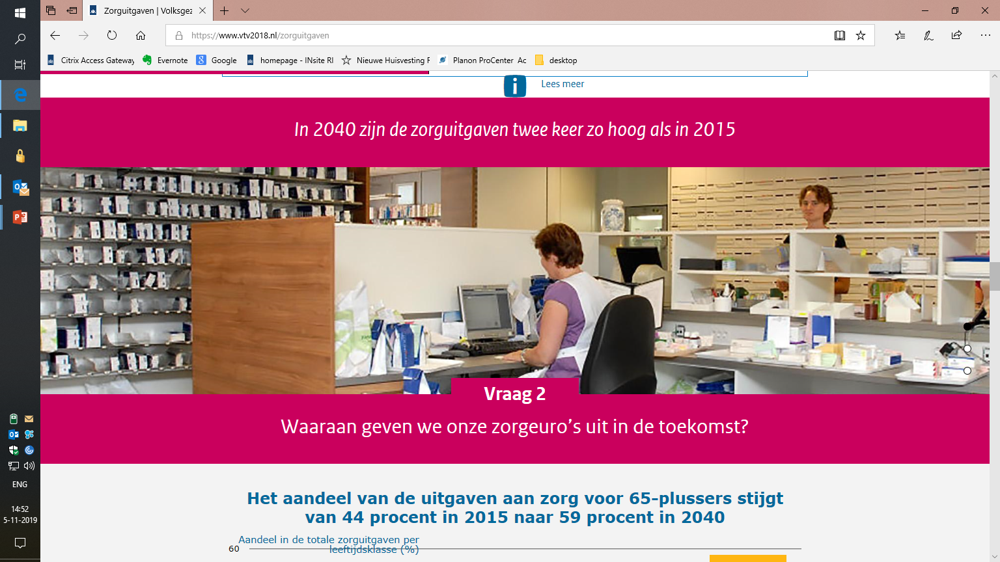 Zorguitgaven | Volksgez
https://www.vtv2018.nl/zorguitgaven
Citrix Access Gateway
Evernote
Google
homepage - INsite RI
Nieuwe Huisvesting F
Planon ProCenter Ac
desktop
Lees meer
In 2040 zijn de zorguitgaven twee keer zo hoog als in 2015
Vraag 2
Waaraan geven we onze zorgeuro’s uit in de toekomst?
Het aandeel van de uitgaven aan zorg voor 65-plussers stijgt
van 44 procent in 2015 naar 59 procent in 2040
Aandeel in de totale zorguitgaven per
leeftijdsklasse (%)
60
ENG
14:52
5-11-2019